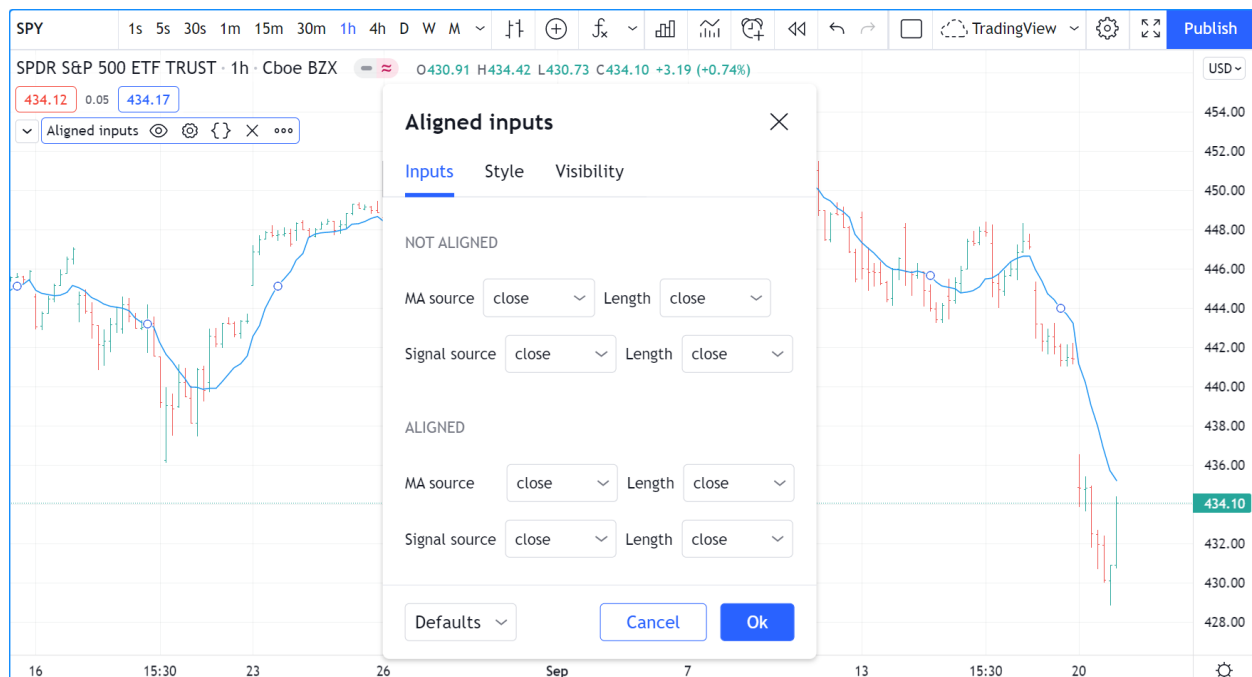 SPY 1s 5s 30s 1m 15m 30m 1h 4h D W M TradingView Publish
SPDR S&P 500 ETF TRUST · 1h · Cboe BZX O430.91 H434.42 L430.73 C434.10 +3.19 (+0.74%) USD
434.12 0.05 434.17
Aligned inputs
Aligned inputs
Inputs Style Visibility
NOT ALIGNED
MA source close Length close
Signal source close Length close
ALIGNED
MA source close Length close
Signal source close Length close
Defaults Cancel Ok
454.00
452.00
450.00
448.00
446.00
444.00
442.00
440.00
438.00
436.00
434.10
432.00
430.00
428.00
16 15:30 23 26 Sep 7 13 15:30 20